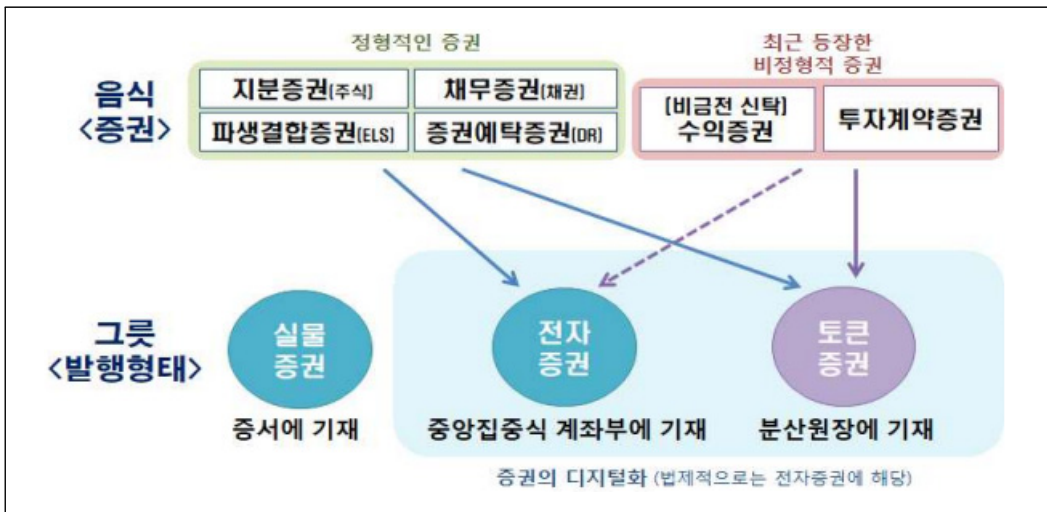 정형적인 증권
최근 등장한
비정형적 증권
음식
<증권>
지분증권(주식)
채무증권(채권)
파생결합증권(ELS)
증권예탁증권(DR)
(비금전 신탁)
수익증권
투자계약증권
그릇
<발행형태>
실물
증권
전자
증권
토큰
증권
증서에 기재
중앙집중식 계좌부에 기재
분산원장에 기재
증권의 디지털화 (법제적으로는 전자증권에 해당)